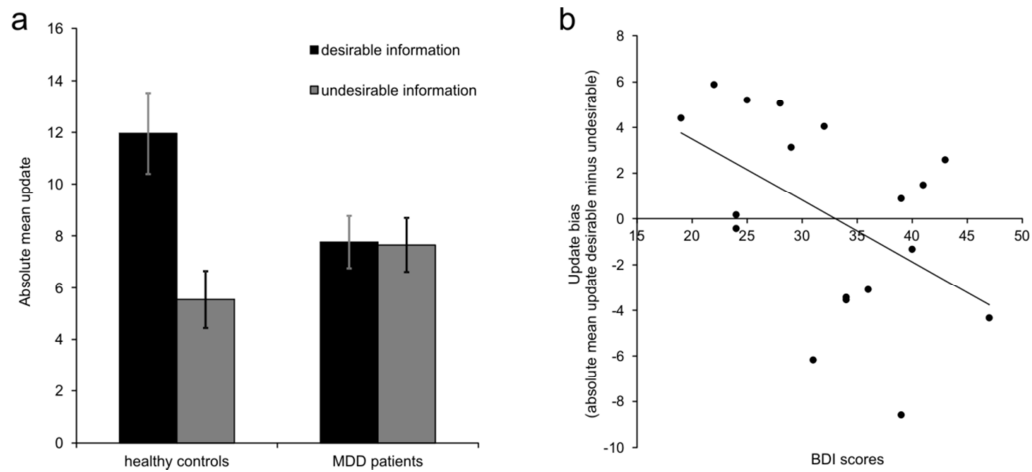 a
16
14
12
10
8
6
4
2
0
Absolute mean update
desirable information
undesirable information
healthy controls
MDD patients
b
8
6
4
2
0
-2
-4
-6
-8
-10
Update bias
(absolute mean update desirable minus undesirable)
15 20 25 30 35 40 45 50
BDI scores